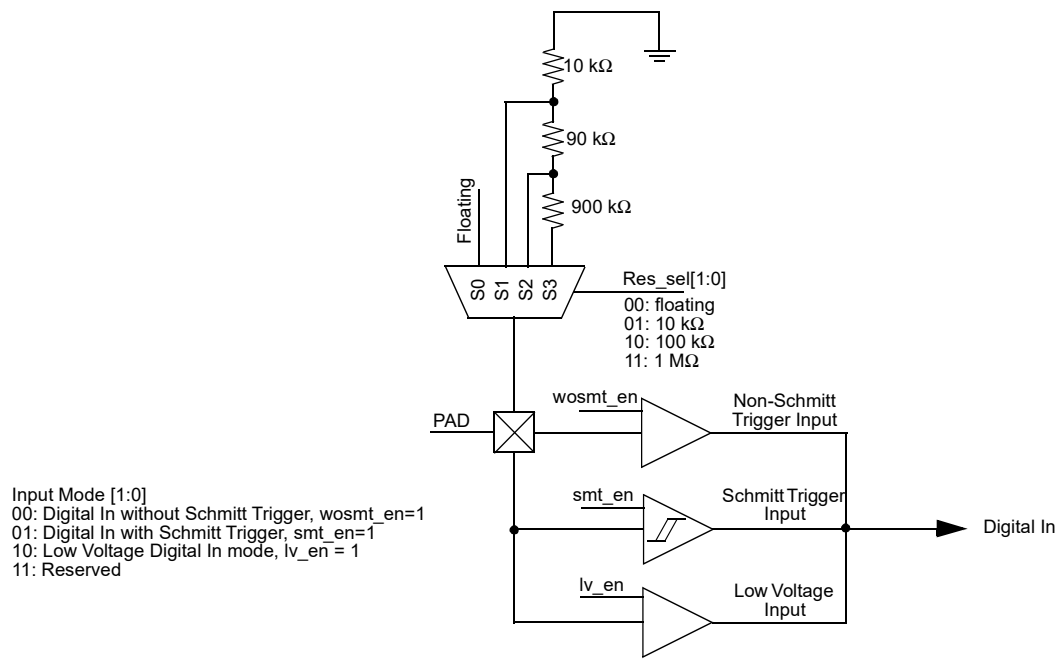 10 kΩ
90 kΩ
900 kΩ
Floating
S0
S1
S2
S3
Res_sel[1:0]
00: floating
01: 10 kΩ
10: 100 kΩ
11: 1 MΩ
PAD
wosmt_en
Non-Schmitt
Trigger Input
Input Mode [1:0]
00: Digital In without Schmitt Trigger, wosmt_en=1
01: Digital In with Schmitt Trigger, smt_en=1
10: Low Voltage Digital In mode, lv_en = 1
11: Reserved
smt_en
Schmitt Trigger
Input
Digital In
lv_en
Low Voltage
Input